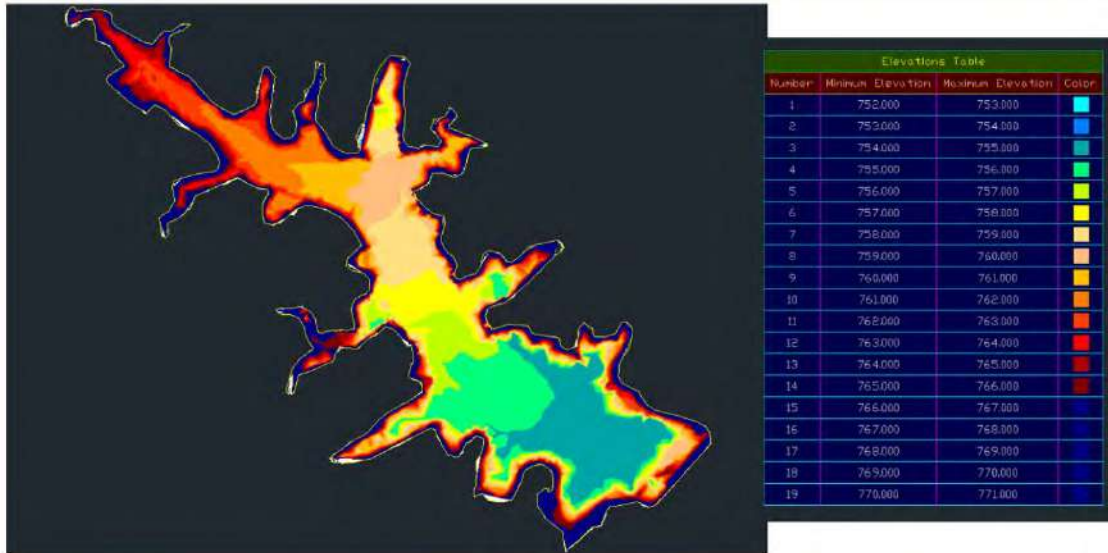 Elevations Table
Number Minimum Elevation Maximum Elevation Color
1 752.000 753.000
2 753.000 754.000
3 754.000 755.000
4 755.000 756.000
5 756.000 757.000
6 757.000 758.000
7 758.000 759.000
8 759.000 760.000
9 760.000 761.000
10 761.000 762.000
11 762.000 763.000
12 763.000 764.000
13 764.000 765.000
14 765.000 766.000
15 766.000 767.000
16 767.000 768.000
17 768.000 769.000
18 769.000 770.000
19 770.000 771.000